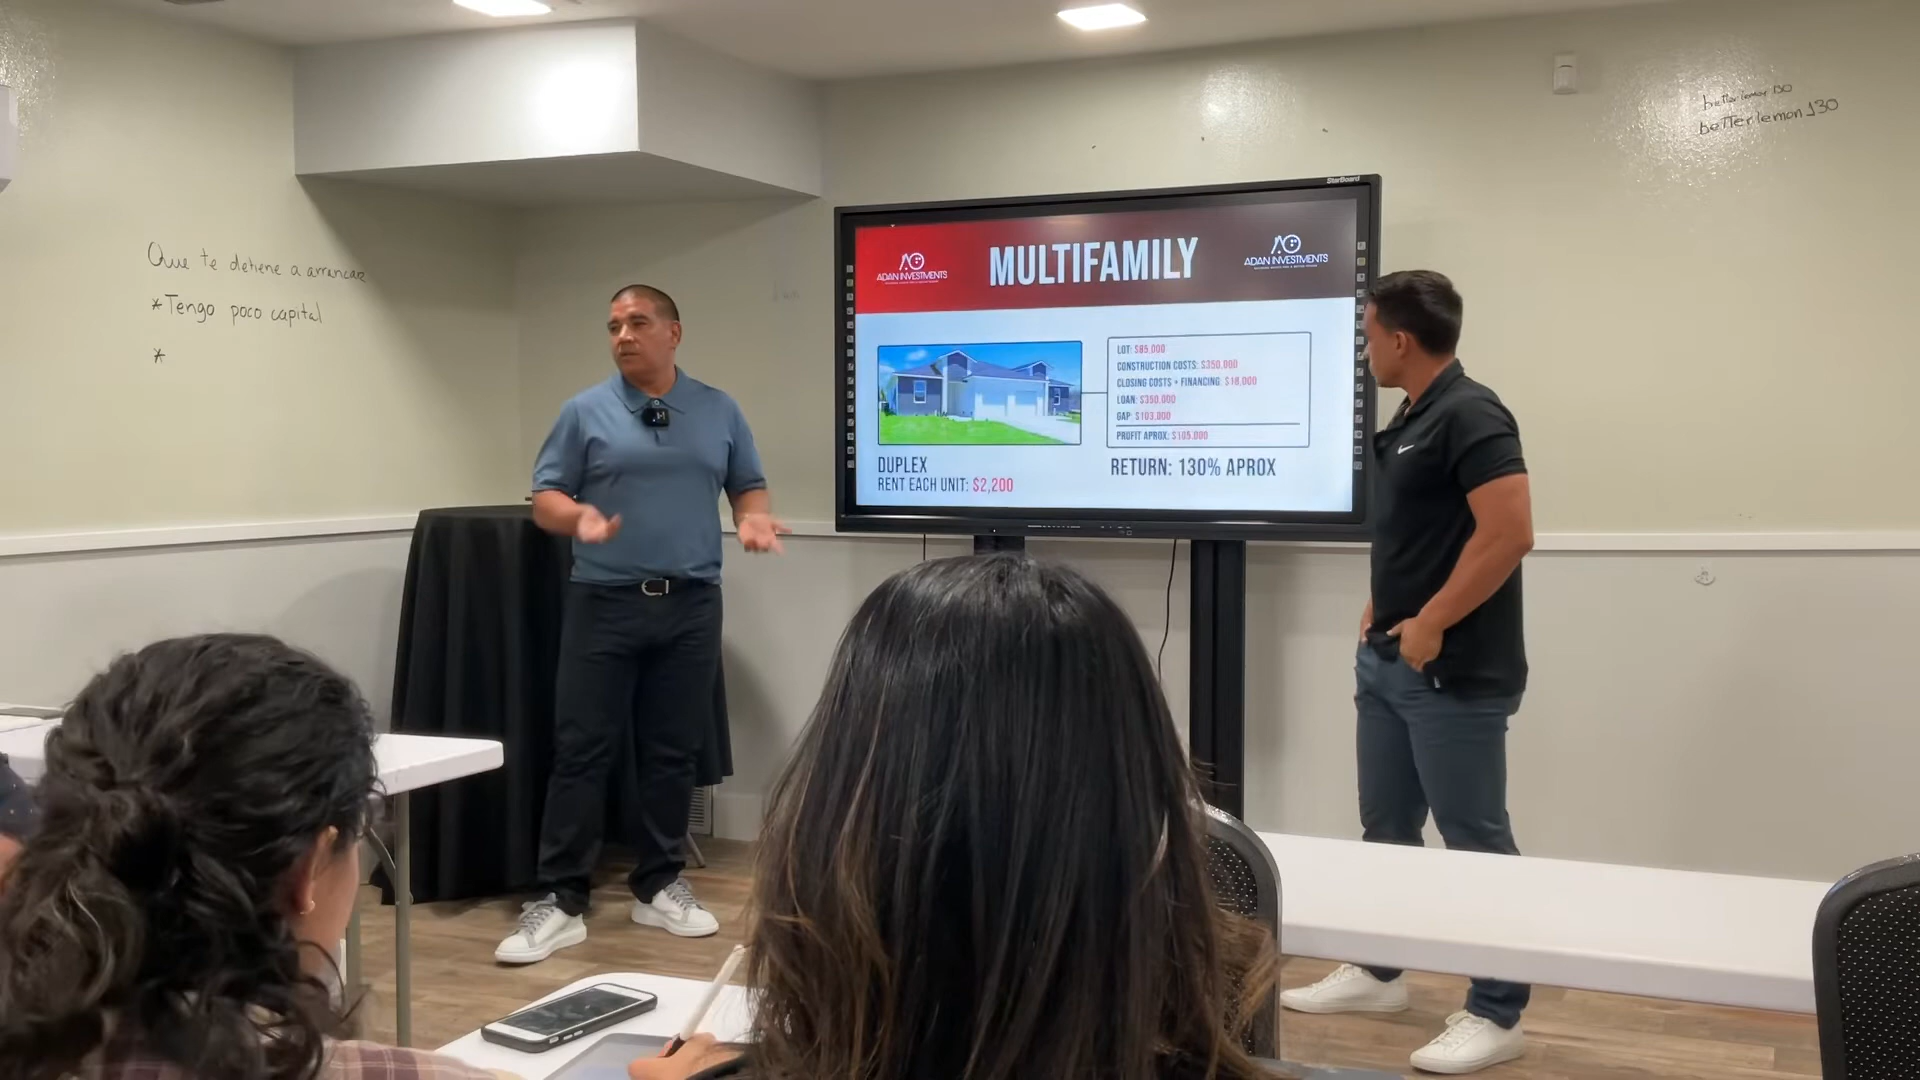 Que te detiene a arrancar
*Tengo poco capital
*
betterlemon130
betterlemon130
StarBoard
ADAN INVESTMENTS
MULTIFAMILY
ADAN INVESTMENTS
LOT: $85,000
CONSTRUCTION COSTS: $350,000
CLOSING COSTS + FINANCING: $18,000
LOAN: $350,000
GAP: $103,000
PROFIT APROX: $105,000
DUPLEX
RENT EACH UNIT: $2,200
RETURN: 130% APROX